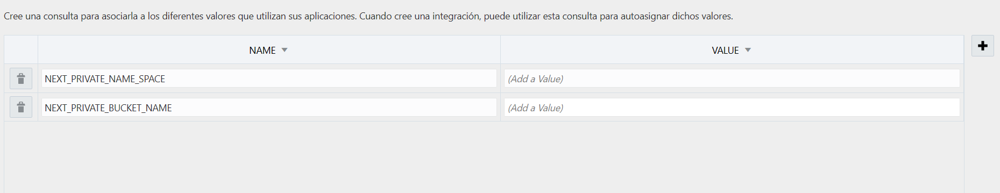 Cree una consulta para asociarla a los diferentes valores que utilizan sus aplicaciones. Cuando cree una integración, puede utilizar esta consulta para autoasignar dichos valores.
NAME VALUE
NEXT_PRIVATE_NAME_SPACE (Add a Value)
NEXT_PRIVATE_BUCKET_NAME (Add a Value)